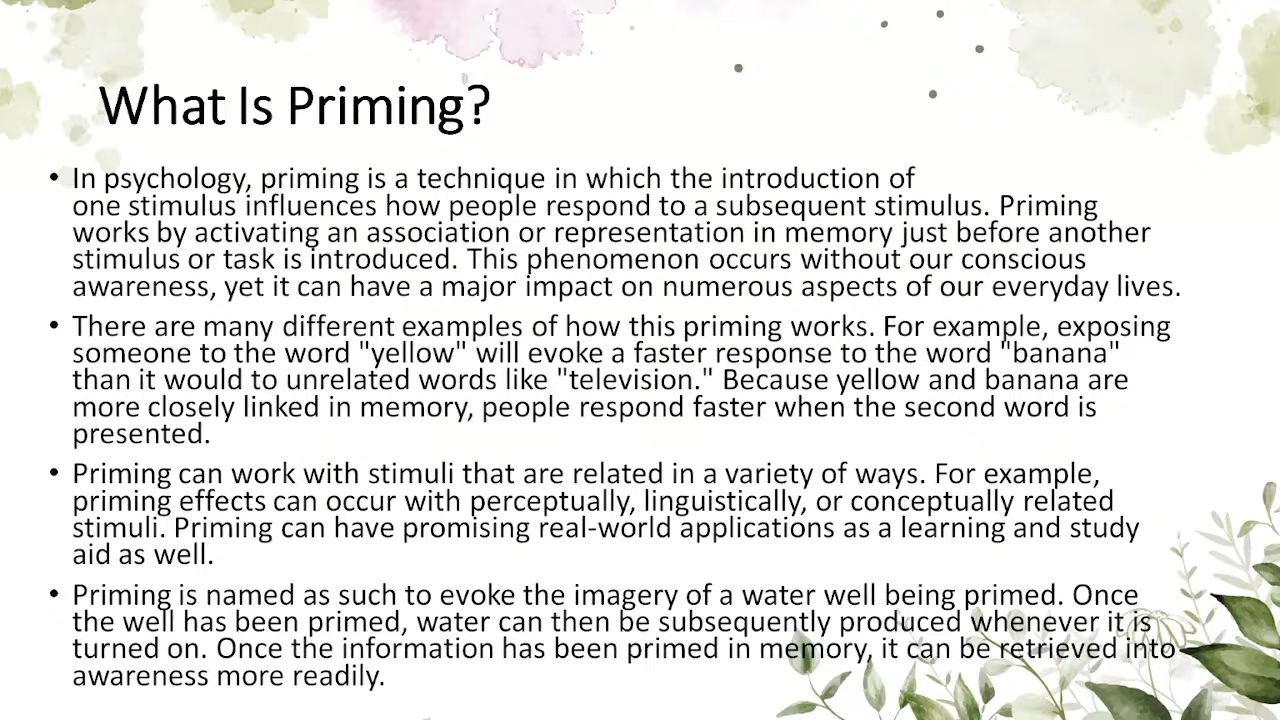 What Is Priming?
• In psychology, priming is a technique in which the introduction of
one stimulus influences how people respond to a subsequent stimulus. Priming
works by activating an association or representation in memory just before another
stimulus or task is introduced. This phenomenon occurs without our conscious
awareness, yet it can have a major impact on numerous aspects of our everyday lives.
• There are many different examples of how this priming works. For example, exposing
someone to the word "yellow" will evoke a faster response to the word "banana"
than it would to unrelated words like "television." Because yellow and banana are
more closely linked in memory, people respond faster when the second word is
presented.
• Priming can work with stimuli that are related in a variety of ways. For example,
priming effects can occur with perceptually, linguistically, or conceptually related
stimuli. Priming can have promising real-world applications as a learning and study
aid as well.
• Priming is named as such to evoke the imagery of a water well being primed. Once
the well has been primed, water can then be subsequently produced whenever it is
turned on. Once the information has been primed in memory, it can be retrieved into
awareness more readily.